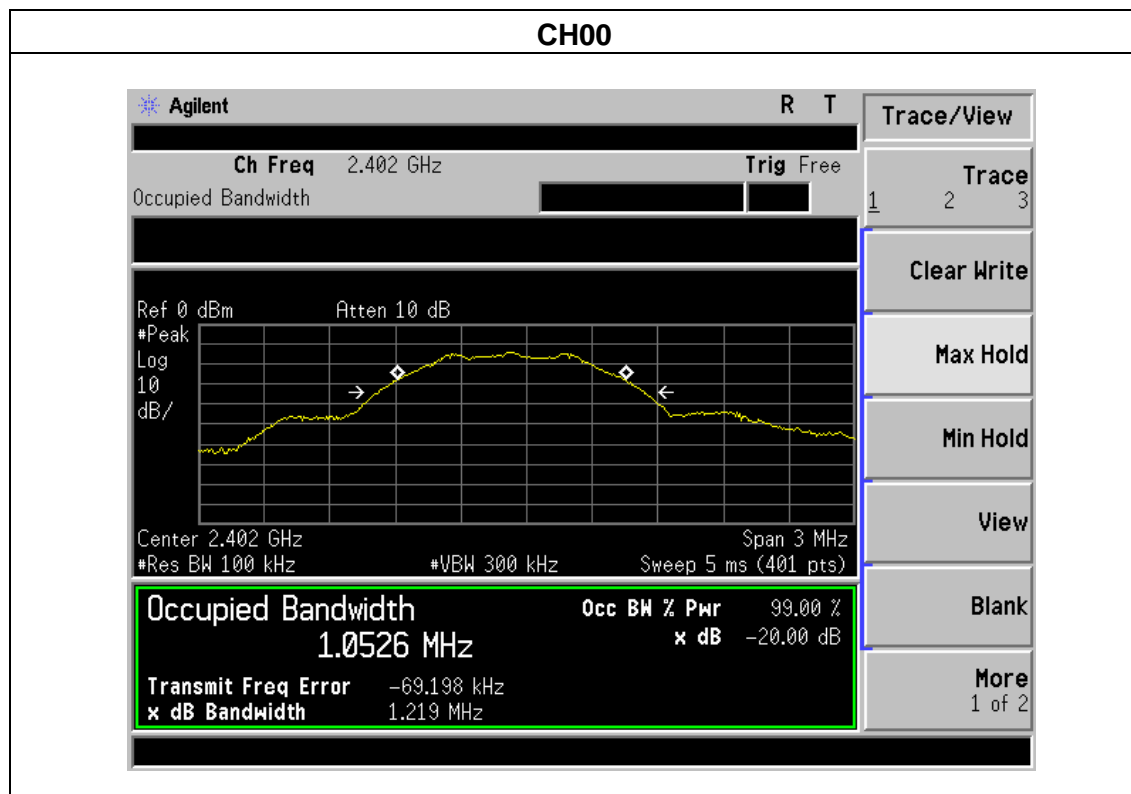 CH00
Agilent R T
Ch Freq 2.402 GHz Trig Free
Occupied Bandwidth
Ref 0 dBm Atten 10 dB
#Peak
Log
10
dB/
Center 2.402 GHz Span 3 MHz
#Res BW 100 kHz #VBW 300 kHz Sweep 5 ms (401 pts)
Occupied Bandwidth Occ BW % Pwr 99.00 %
1.0526 MHz x dB -20.00 dB
Transmit Freq Error -69.198 kHz
x dB Bandwidth 1.219 MHz
Trace/View
Trace
1 2 3
Clear Write
Max Hold
Min Hold
View
Blank
More
1 of 2